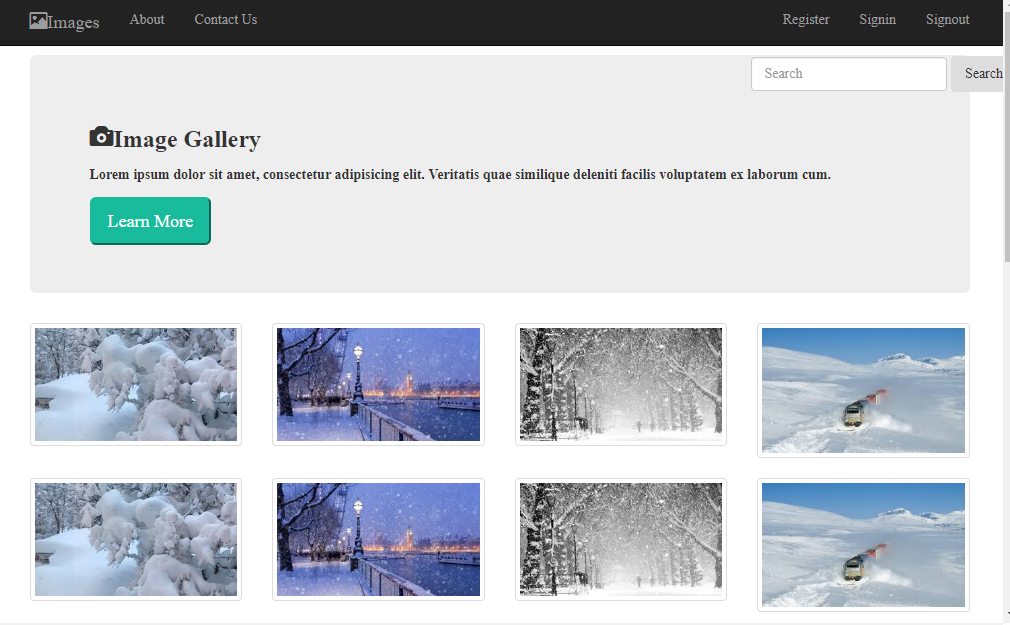 Images About Contact Us Register Signin Signout
Search Search
Image Gallery
Lorem ipsum dolor sit amet, consectetur adipisicing elit. Veritatis quae similique deleniti facilis voluptatem ex laborum cum.
Learn More